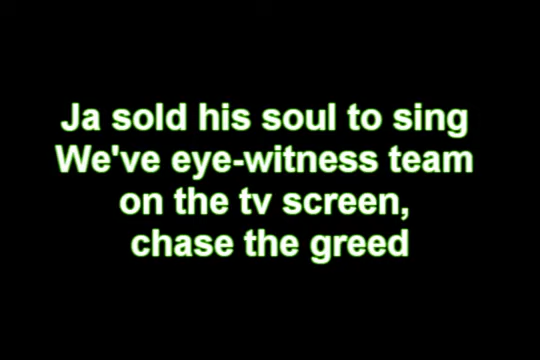 Ja sold his soul to sing
We've eye-witness team
on the tv screen,
chase the greed